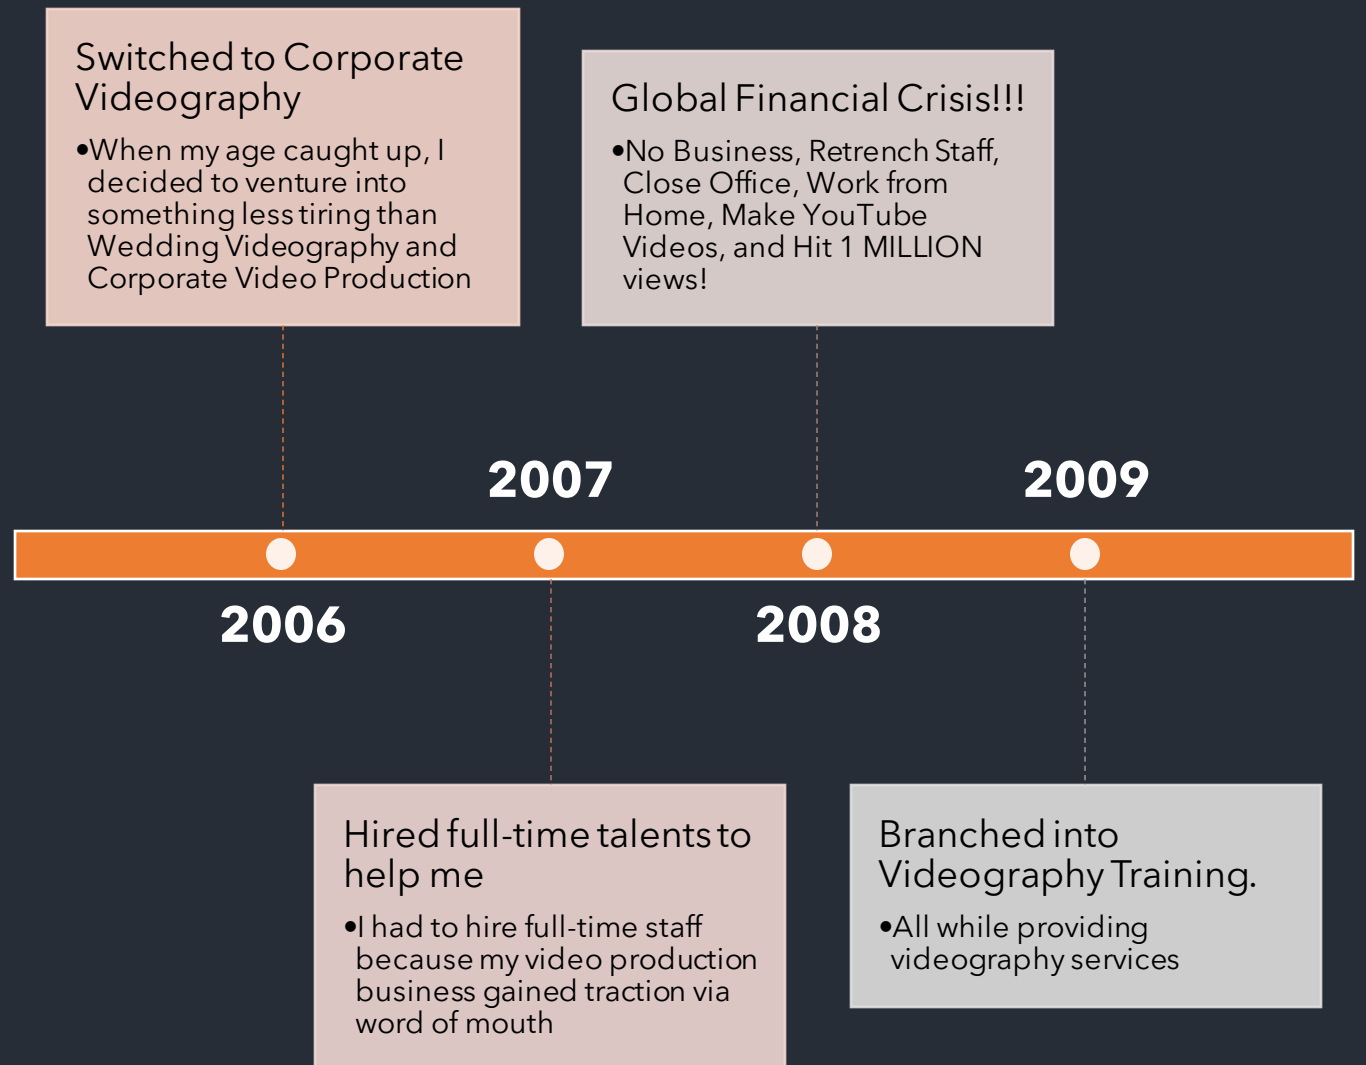 Switched to Corporate
Videography
•When my age caught up, I
decided to venture into
something less tiring than
Wedding Videography and
Corporate Video Production
Global Financial Crisis!!!
•No Business, Retrench Staff,
Close Office, Work from
Home, Make YouTube
Videos, and Hit 1 MILLION
views!
2007
2009
2006
2008
Hired full-time talents to
help me
•I had to hire full-time staff
because my video production
business gained traction via
word of mouth
Branched into
Videography Training.
•All while providing
videography services